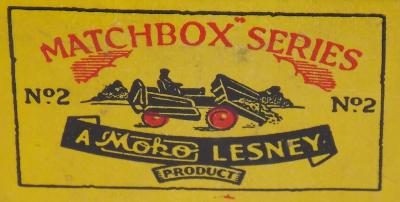 "MATCHBOX" SERIES
Nº2 Nº2
A Moko LESNEY
PRODUCT